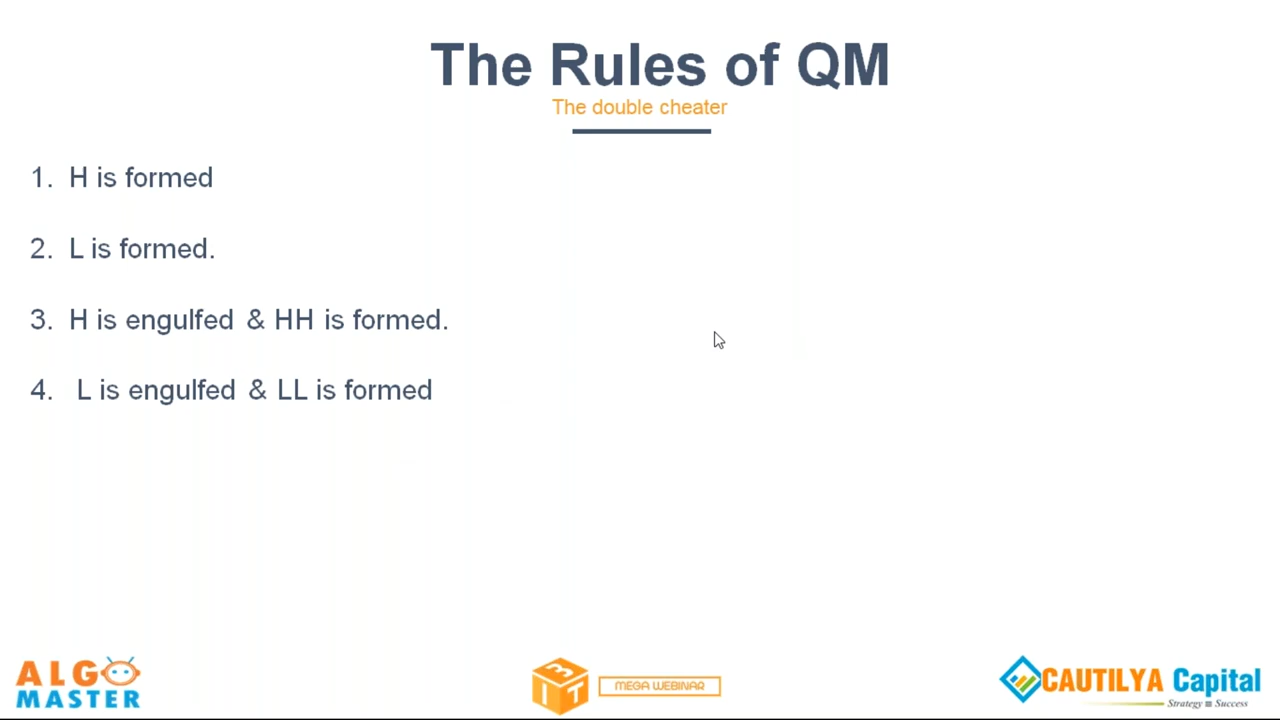 The Rules of QM
The double cheater
1. H is formed
2. L is formed.
3. H is engulfed & HH is formed.
4. L is engulfed & LL is formed
ALGO
MASTER
BIT
MEGA WEBINAR
CAUTILYA Capital
Strategy Success